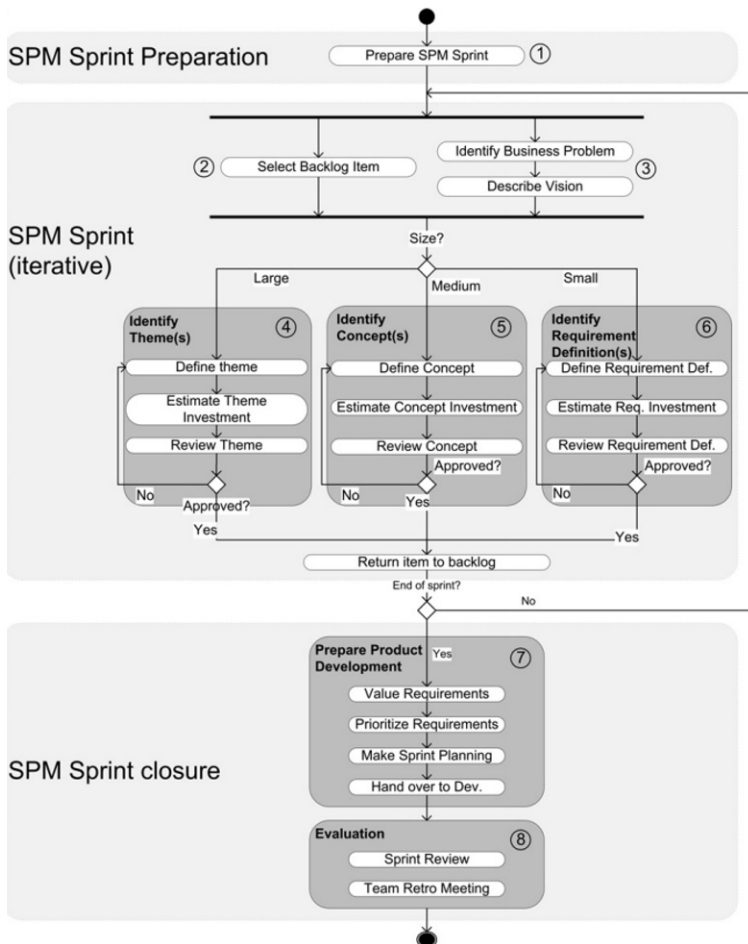 SPM Sprint Preparation
Prepare SPM Sprint
1
SPM Sprint
(iterative)
2
Select Backlog Item
Identify Business Problem
Describe Vision
3
Size?
Large
Medium
Small
Identify
Theme(s)
4
Define theme
Estimate Theme
Investment
Review Theme
No
Approved?
Yes
Identify
Concept(s)
5
Define Concept
Estimate Concept Investment
Review Concept
Approved?
No
Yes
Identify
Requirement
Definition(s)
6
Define Requirement Def.
Estimate Req. Investment
Review Requirement Def.
Approved?
No
Yes
Return item to backlog
End of sprint?
No
Yes
SPM Sprint closure
Prepare Product
Development
7
Value Requirements
Prioritize Requirements
Make Sprint Planning
Hand over to Dev.
Evaluation
8
Sprint Review
Team Retro Meeting